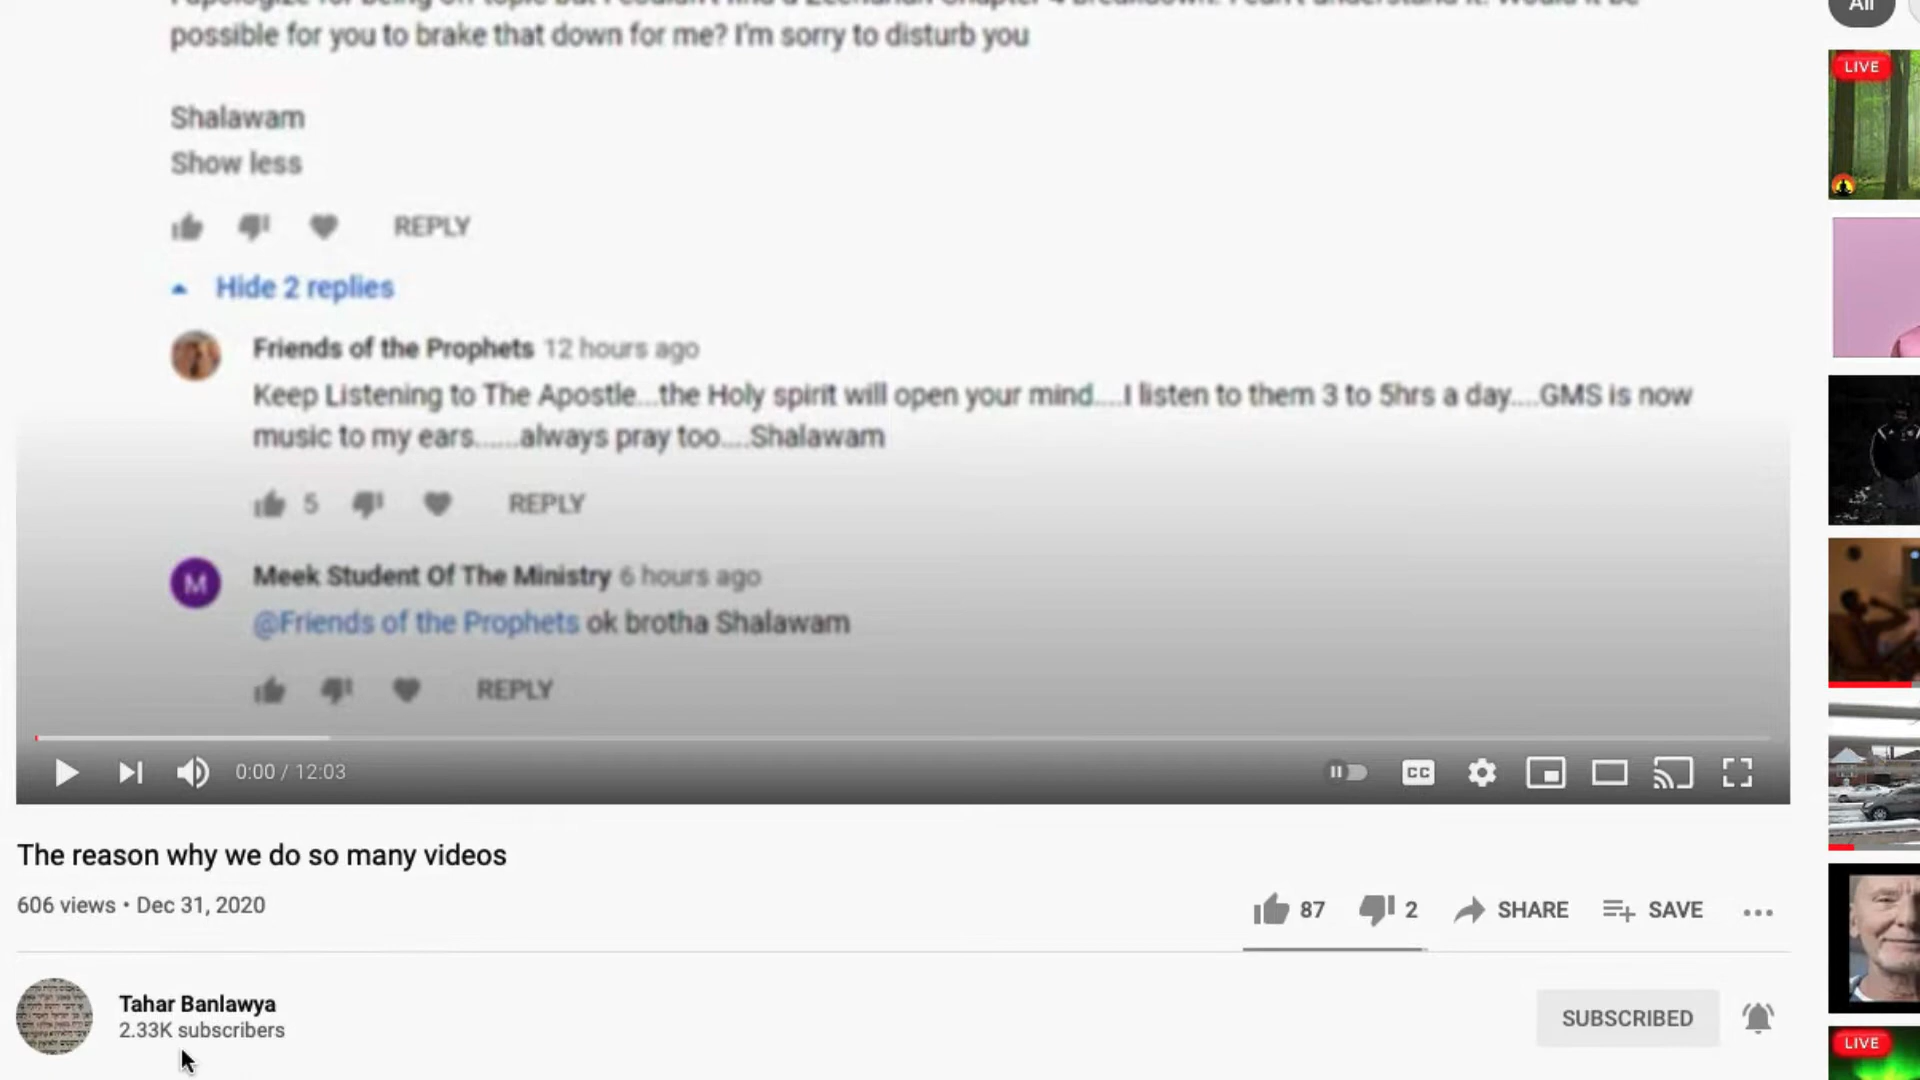 possible for you to brake that down for me? I'm sorry to disturb you
Shalawam
Show less
REPLY
Hide 2 replies
Friends of the Prophets 12 hours ago
Keep Listening to The Apostle...the Holy spirit will open your mind....I listen to them 3 to 5hrs a day....GMS is now
music to my ears......always pray too....Shalawam
5 REPLY
M
Meek Student Of The Ministry 6 hours ago
@Friends of the Prophets ok brotha Shalawam
REPLY
0:00 / 12:03
CC
The reason why we do so many videos
606 views • Dec 31, 2020
87 2 SHARE SAVE ...
Tahar Banlawya
2.33K subscribers
SUBSCRIBED
All
LIVE
LIVE